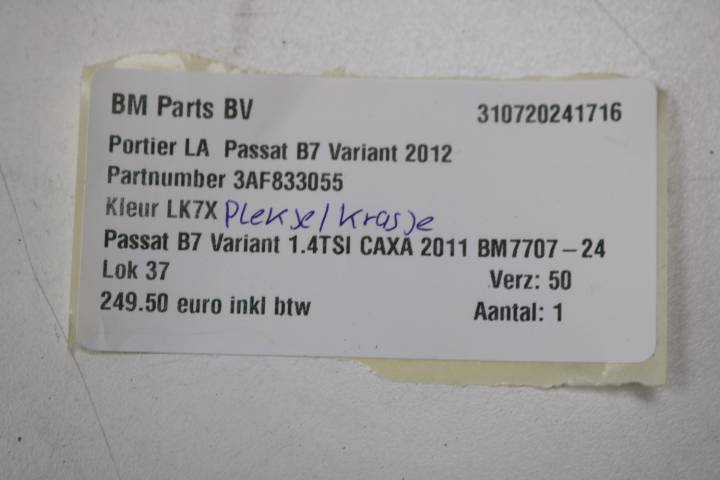 BM Parts BV 310720241716
Portier LA Passat B7 Variant 2012
Partnumber 3AF833055
Kleur LK7X Plekje/krasje
Passat B7 Variant 1.4TSI CAXA 2011 BM7707-24
Lok 37 Verz: 50
249.50 euro inkl btw Aantal: 1